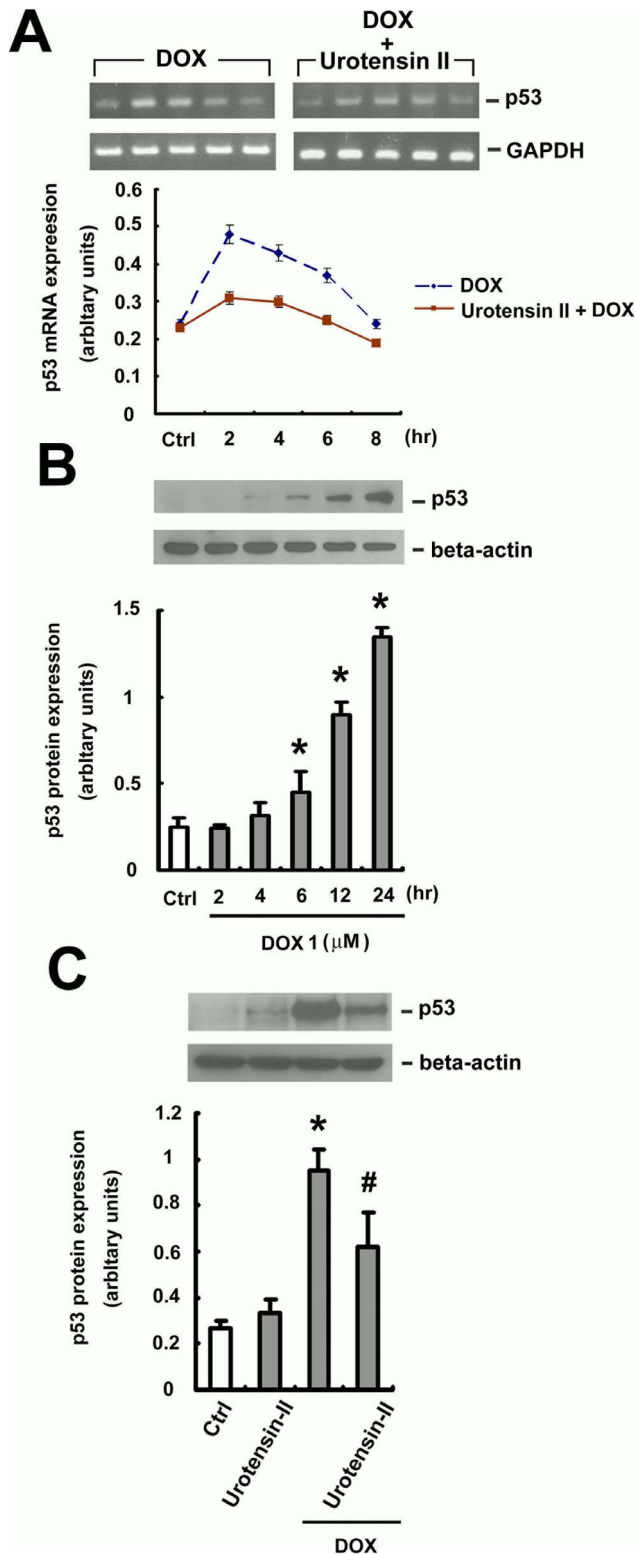 A
DOX
DOX
+
Urotensin II
p53
GAPDH
p53 mRNA expreesion
(arbltary units)
0.6
0.5
0.4
0.3
0.2
0.1
0
Ctrl 2 4 6 8 (hr)
DOX
Urotensin II + DOX
B
p53
beta-actin
p53 protein expression
(arbltary units)
1.5
1
0.5
0
* * *
Ctrl 2 4 6 12 24 (hr)
DOX 1 (μM)
C
p53
beta-actin
p53 protein expression
(arbltary units)
1.2
1
0.8
0.6
0.4
0.2
0
* #
Ctrl
Urotensin-II
Urotensin-II
DOX